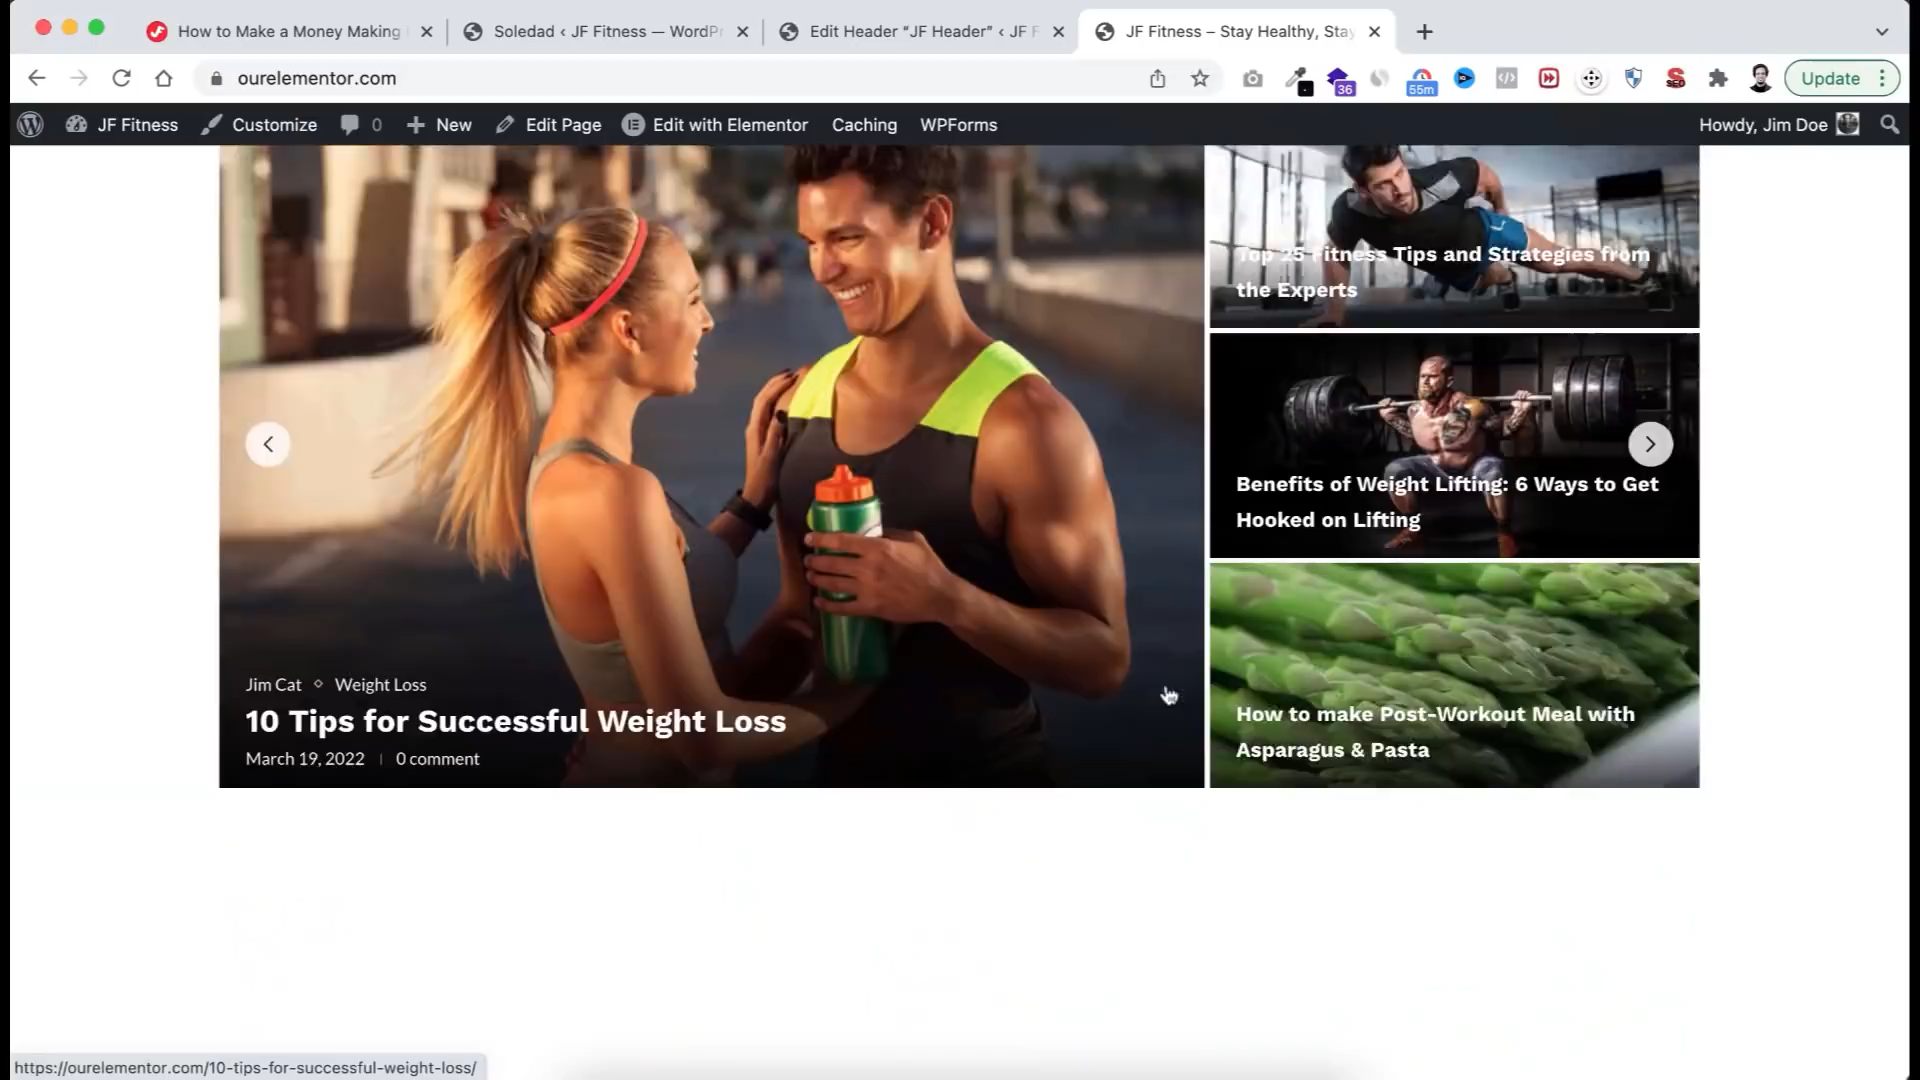 How to Make a Money Making
Soledad ‹ JF Fitness — WordPr
Edit Header “JF Header” ‹ JF F
JF Fitness – Stay Healthy, Stay
ourelementor.com
36
55m
SEO
Update
JF Fitness
Customize
0
New
Edit Page
Edit with Elementor
Caching
WPForms
Howdy, Jim Doe
Top 25 Fitness Tips and Strategies from
the Experts
Benefits of Weight Lifting: 6 Ways to Get
Hooked on Lifting
Jim Cat ◇ Weight Loss
10 Tips for Successful Weight Loss
March 19, 2022 | 0 comment
How to make Post-Workout Meal with
Asparagus & Pasta
https://ourelementor.com/10-tips-for-successful-weight-loss/